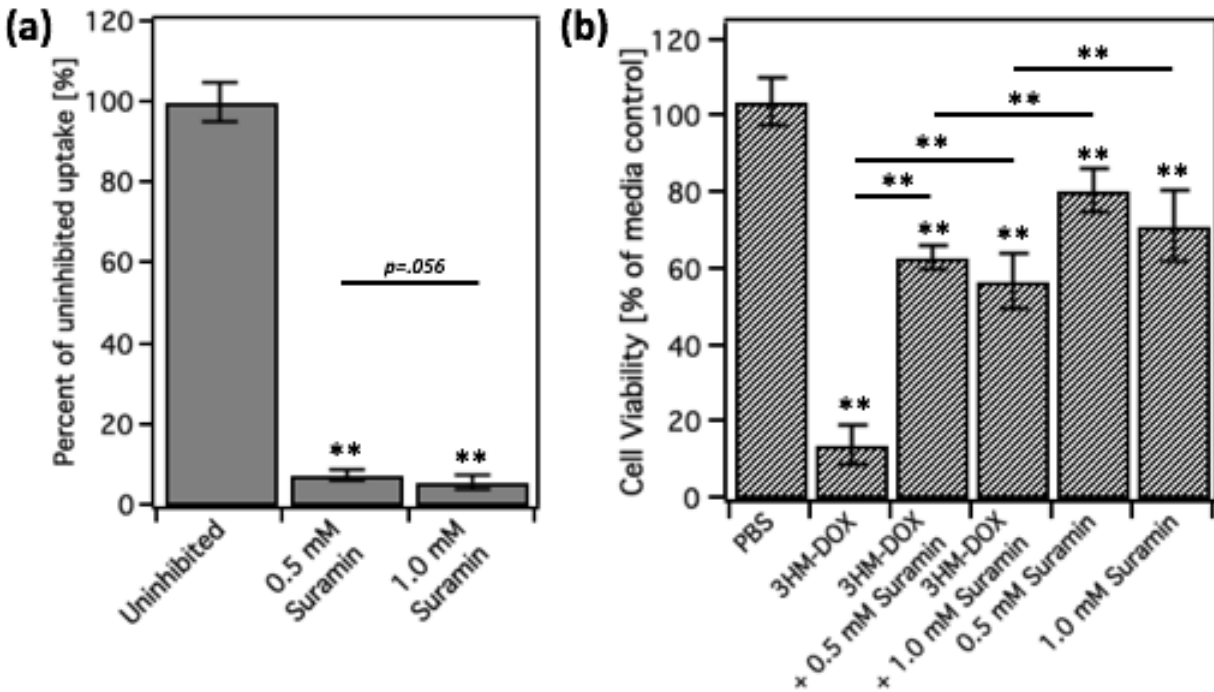 (a)
Percent of uninhibited uptake [%]
120
100
80
60
40
20
0
**
**
p=.056
Uninhibited
0.5 mM
Suramin
1.0 mM
Suramin
(b)
Cell Viability [% of media control]
120
100
80
60
40
20
0
**
**
**
**
**
**
**
**
**
PBS
3HM-DOX
3HM-DOX
+ 0.5 mM Suramin
3HM-DOX
+ 1.0 mM Suramin
0.5 mM Suramin
1.0 mM Suramin